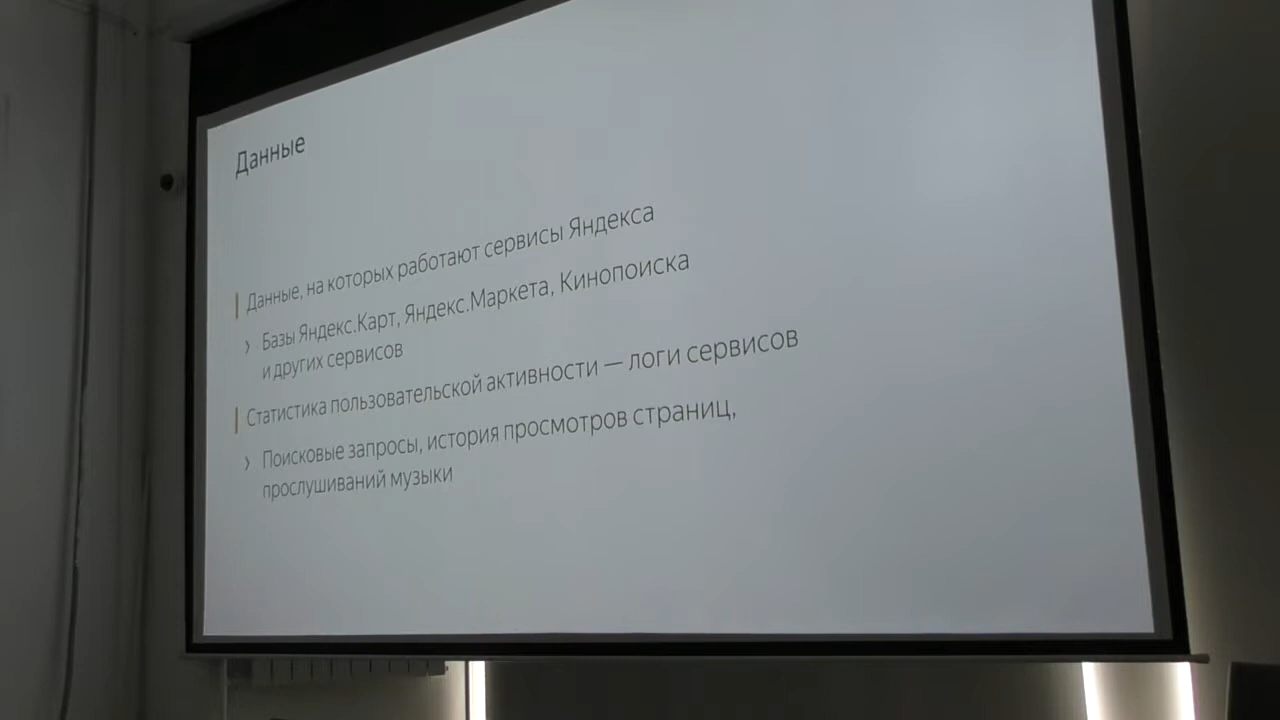 Данные
Данные, на которых работают сервисы Яндекса
› Базы Яндекс.Карт, Яндекс.Маркета, Кинопоиска
и других сервисов
Статистика пользовательской активности — логи сервисов
› Поисковые запросы, история просмотров страниц,
прослушиваний музыки